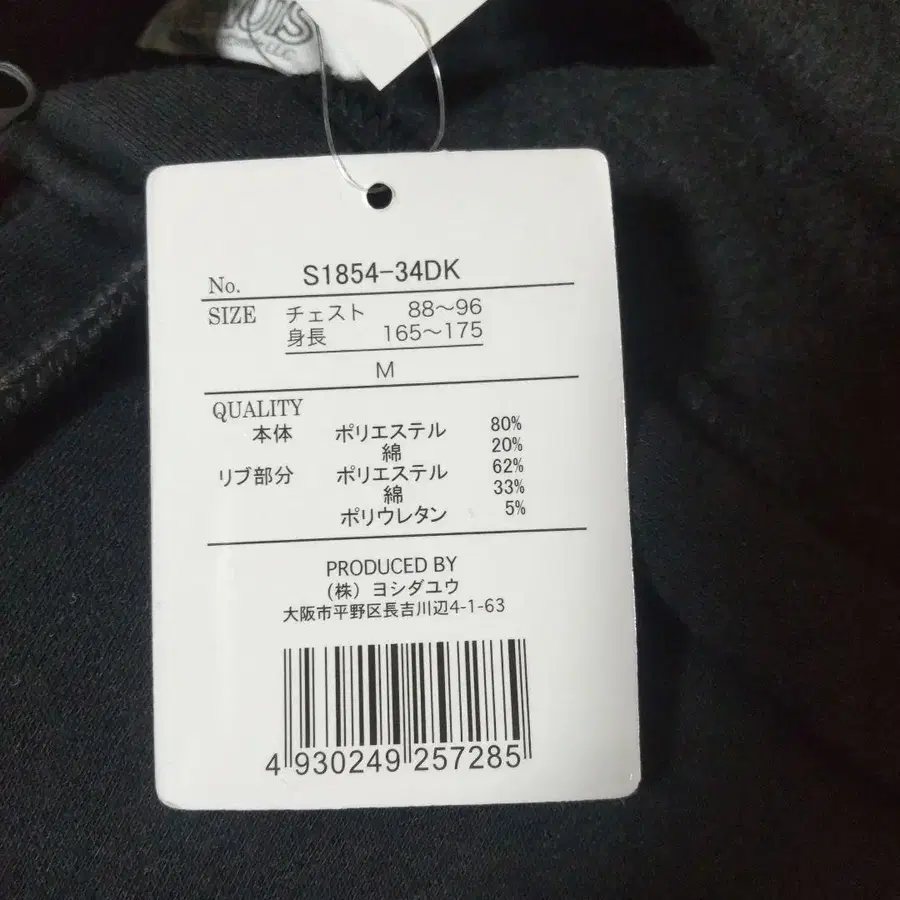 No. S1854-34DK
SIZE チェスト 88～96
身長 165～175
M
QUALITY
本体 ポリエステル 80%
綿 20%
リブ部分 ポリエステル 62%
綿 33%
ポリウレタン 5%
PRODUCED BY
（株）ヨシダユウ
大阪市平野区長吉川辺4-1-63
4 930249 257285